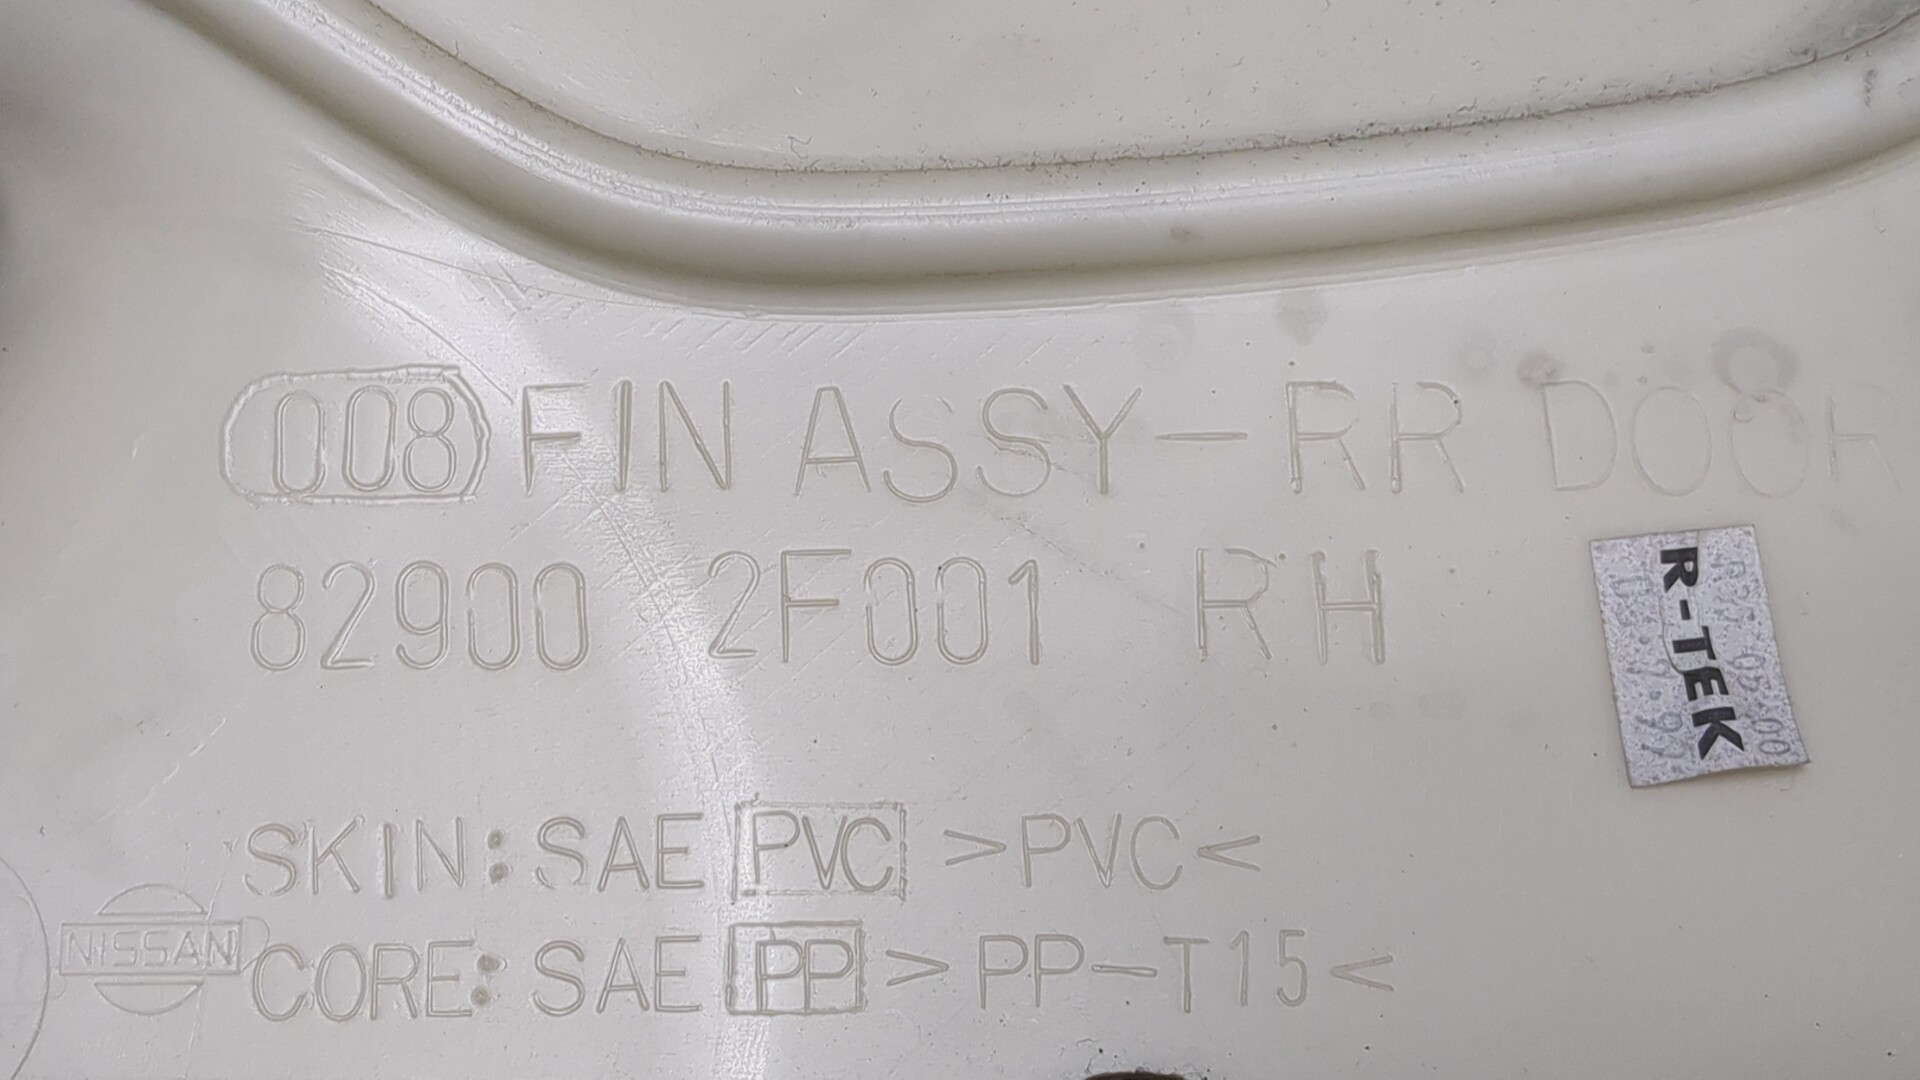 008 FIN ASSY-RR DOOR
82900 2F001 RH
R-TEK
SKIN: SAE PVC >PVC<
CORE: SAE PP >PP-T15<
NISSAN